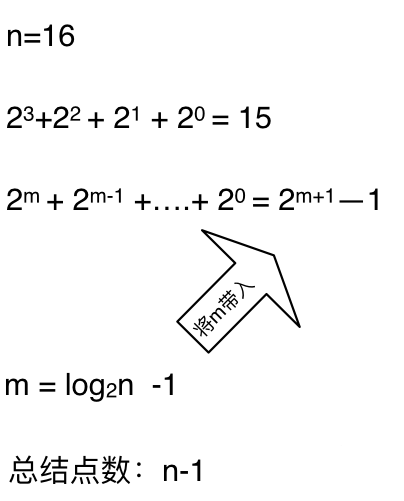 n=16
2³+2² + 2¹ + 2⁰ = 15
2ᵐ + 2ᵐ⁻¹ +….+ 2⁰ = 2ᵐ⁺¹—1
将m带入
m = log₂n -1
总结点数：n-1